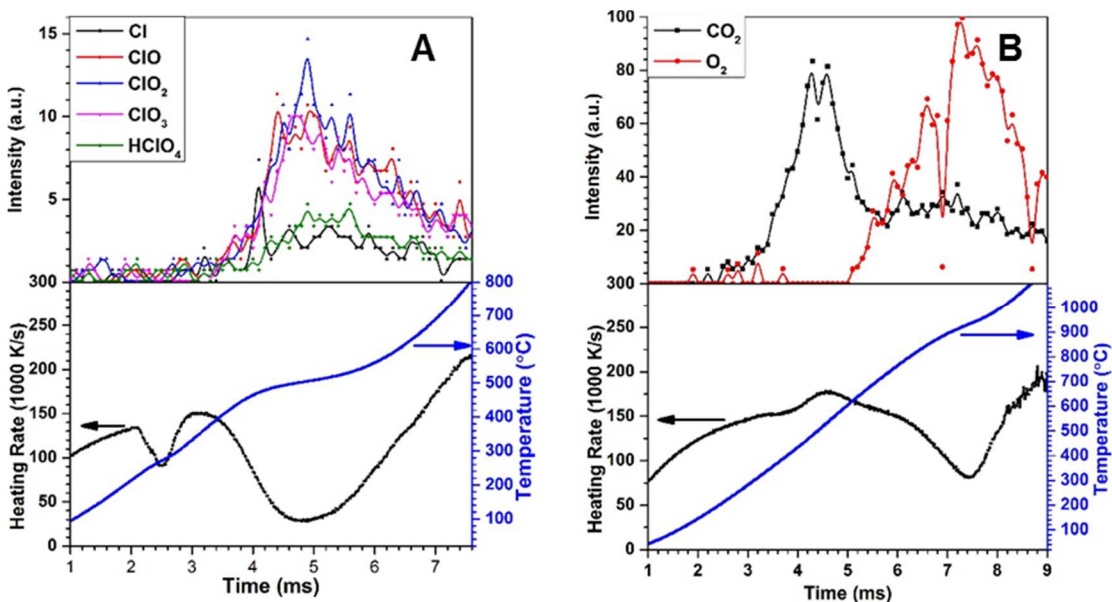 A
Cl
ClO
ClO₂
ClO₃
HClO₄
15
10
5
Intensity (a.u.)
300
250
200
150
100
50
0
Heating Rate (1000 K/s)
800
700
600
500
400
300
200
100
Temperature (°C)
1 2 3 4 5 6 7
Time (ms)
B
CO₂
O₂
100
80
60
40
20
Intensity (a.u.)
300
250
200
150
100
50
0
Heating Rate (1000 K/s)
1000
900
800
700
600
500
400
300
200
100
Temperature (°C)
1 2 3 4 5 6 7 8 9
Time (ms)